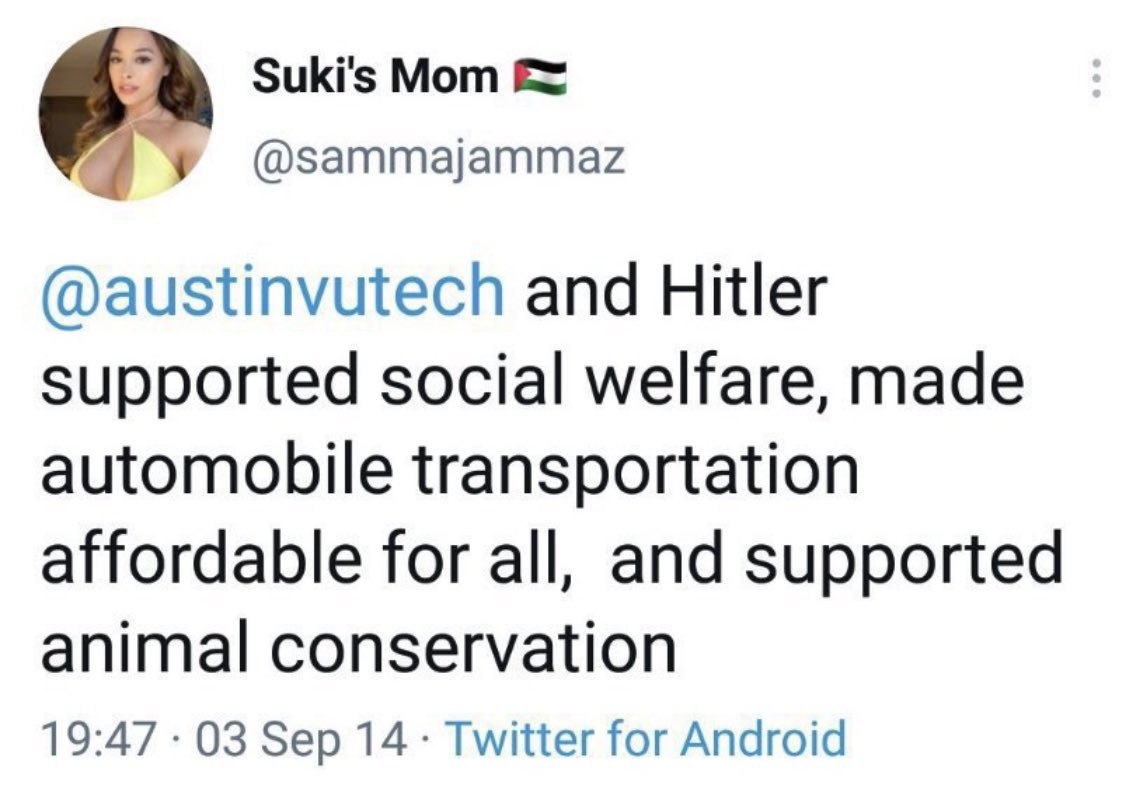 Suki's Mom 🇵🇸
@sammajammaz
@austinvutech and Hitler
supported social welfare, made
automobile transportation
affordable for all,  and supported
animal conservation
19:47 · 03 Sep 14 · Twitter for Android